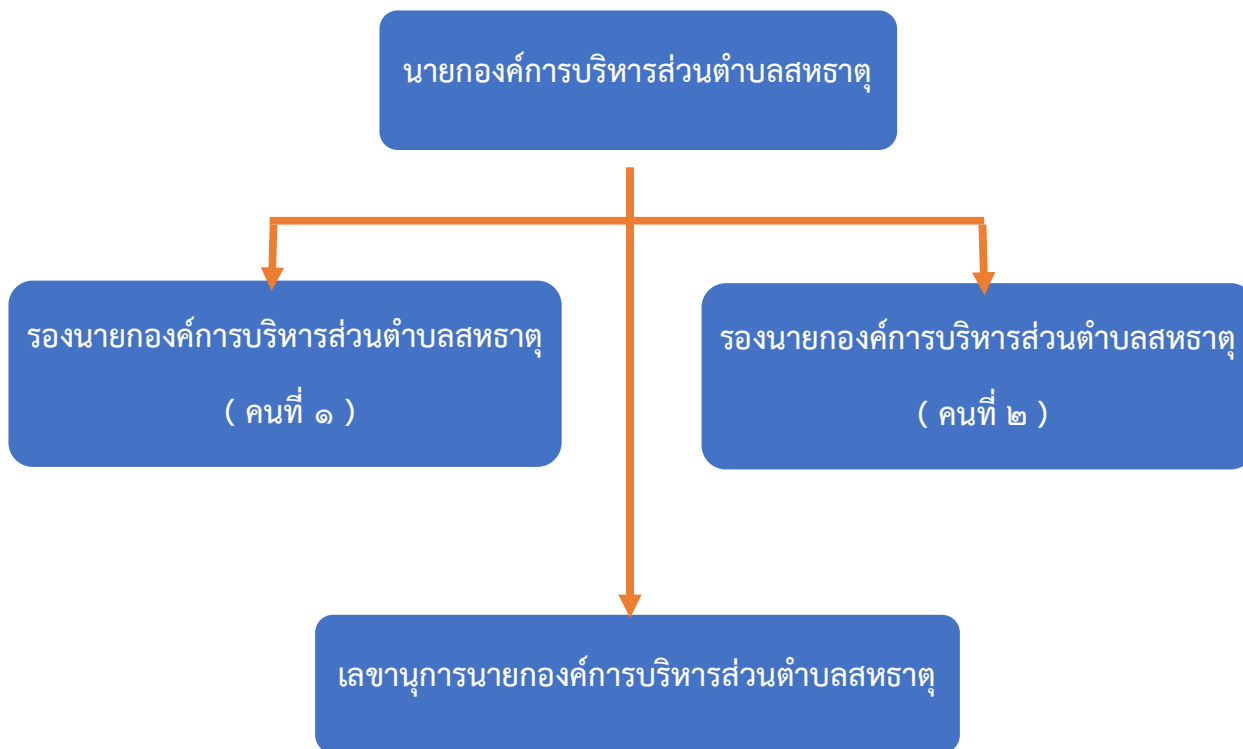 นายกองค์การบริหารส่วนตำบลสหธาตุ
รองนายกองค์การบริหารส่วนตำบลสหธาตุ
( คนที่ ๑ )
รองนายกองค์การบริหารส่วนตำบลสหธาตุ
( คนที่ ๒ )
เลขานุการนายกองค์การบริหารส่วนตำบลสหธาตุ